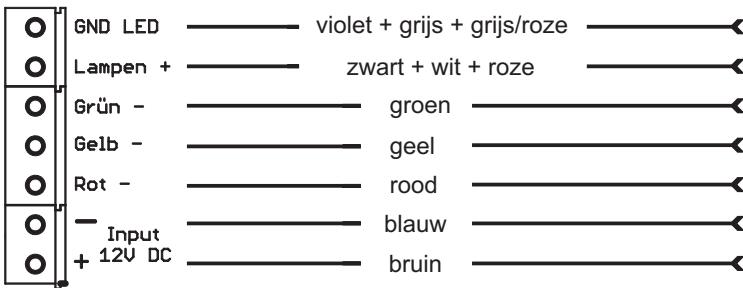 GND LED violet + grijs + grijs/roze
Lampen + zwart + wit + roze
Grün - groen
Gelb - geel
Rot - rood
- blauw
Input
+ 12V DC bruin